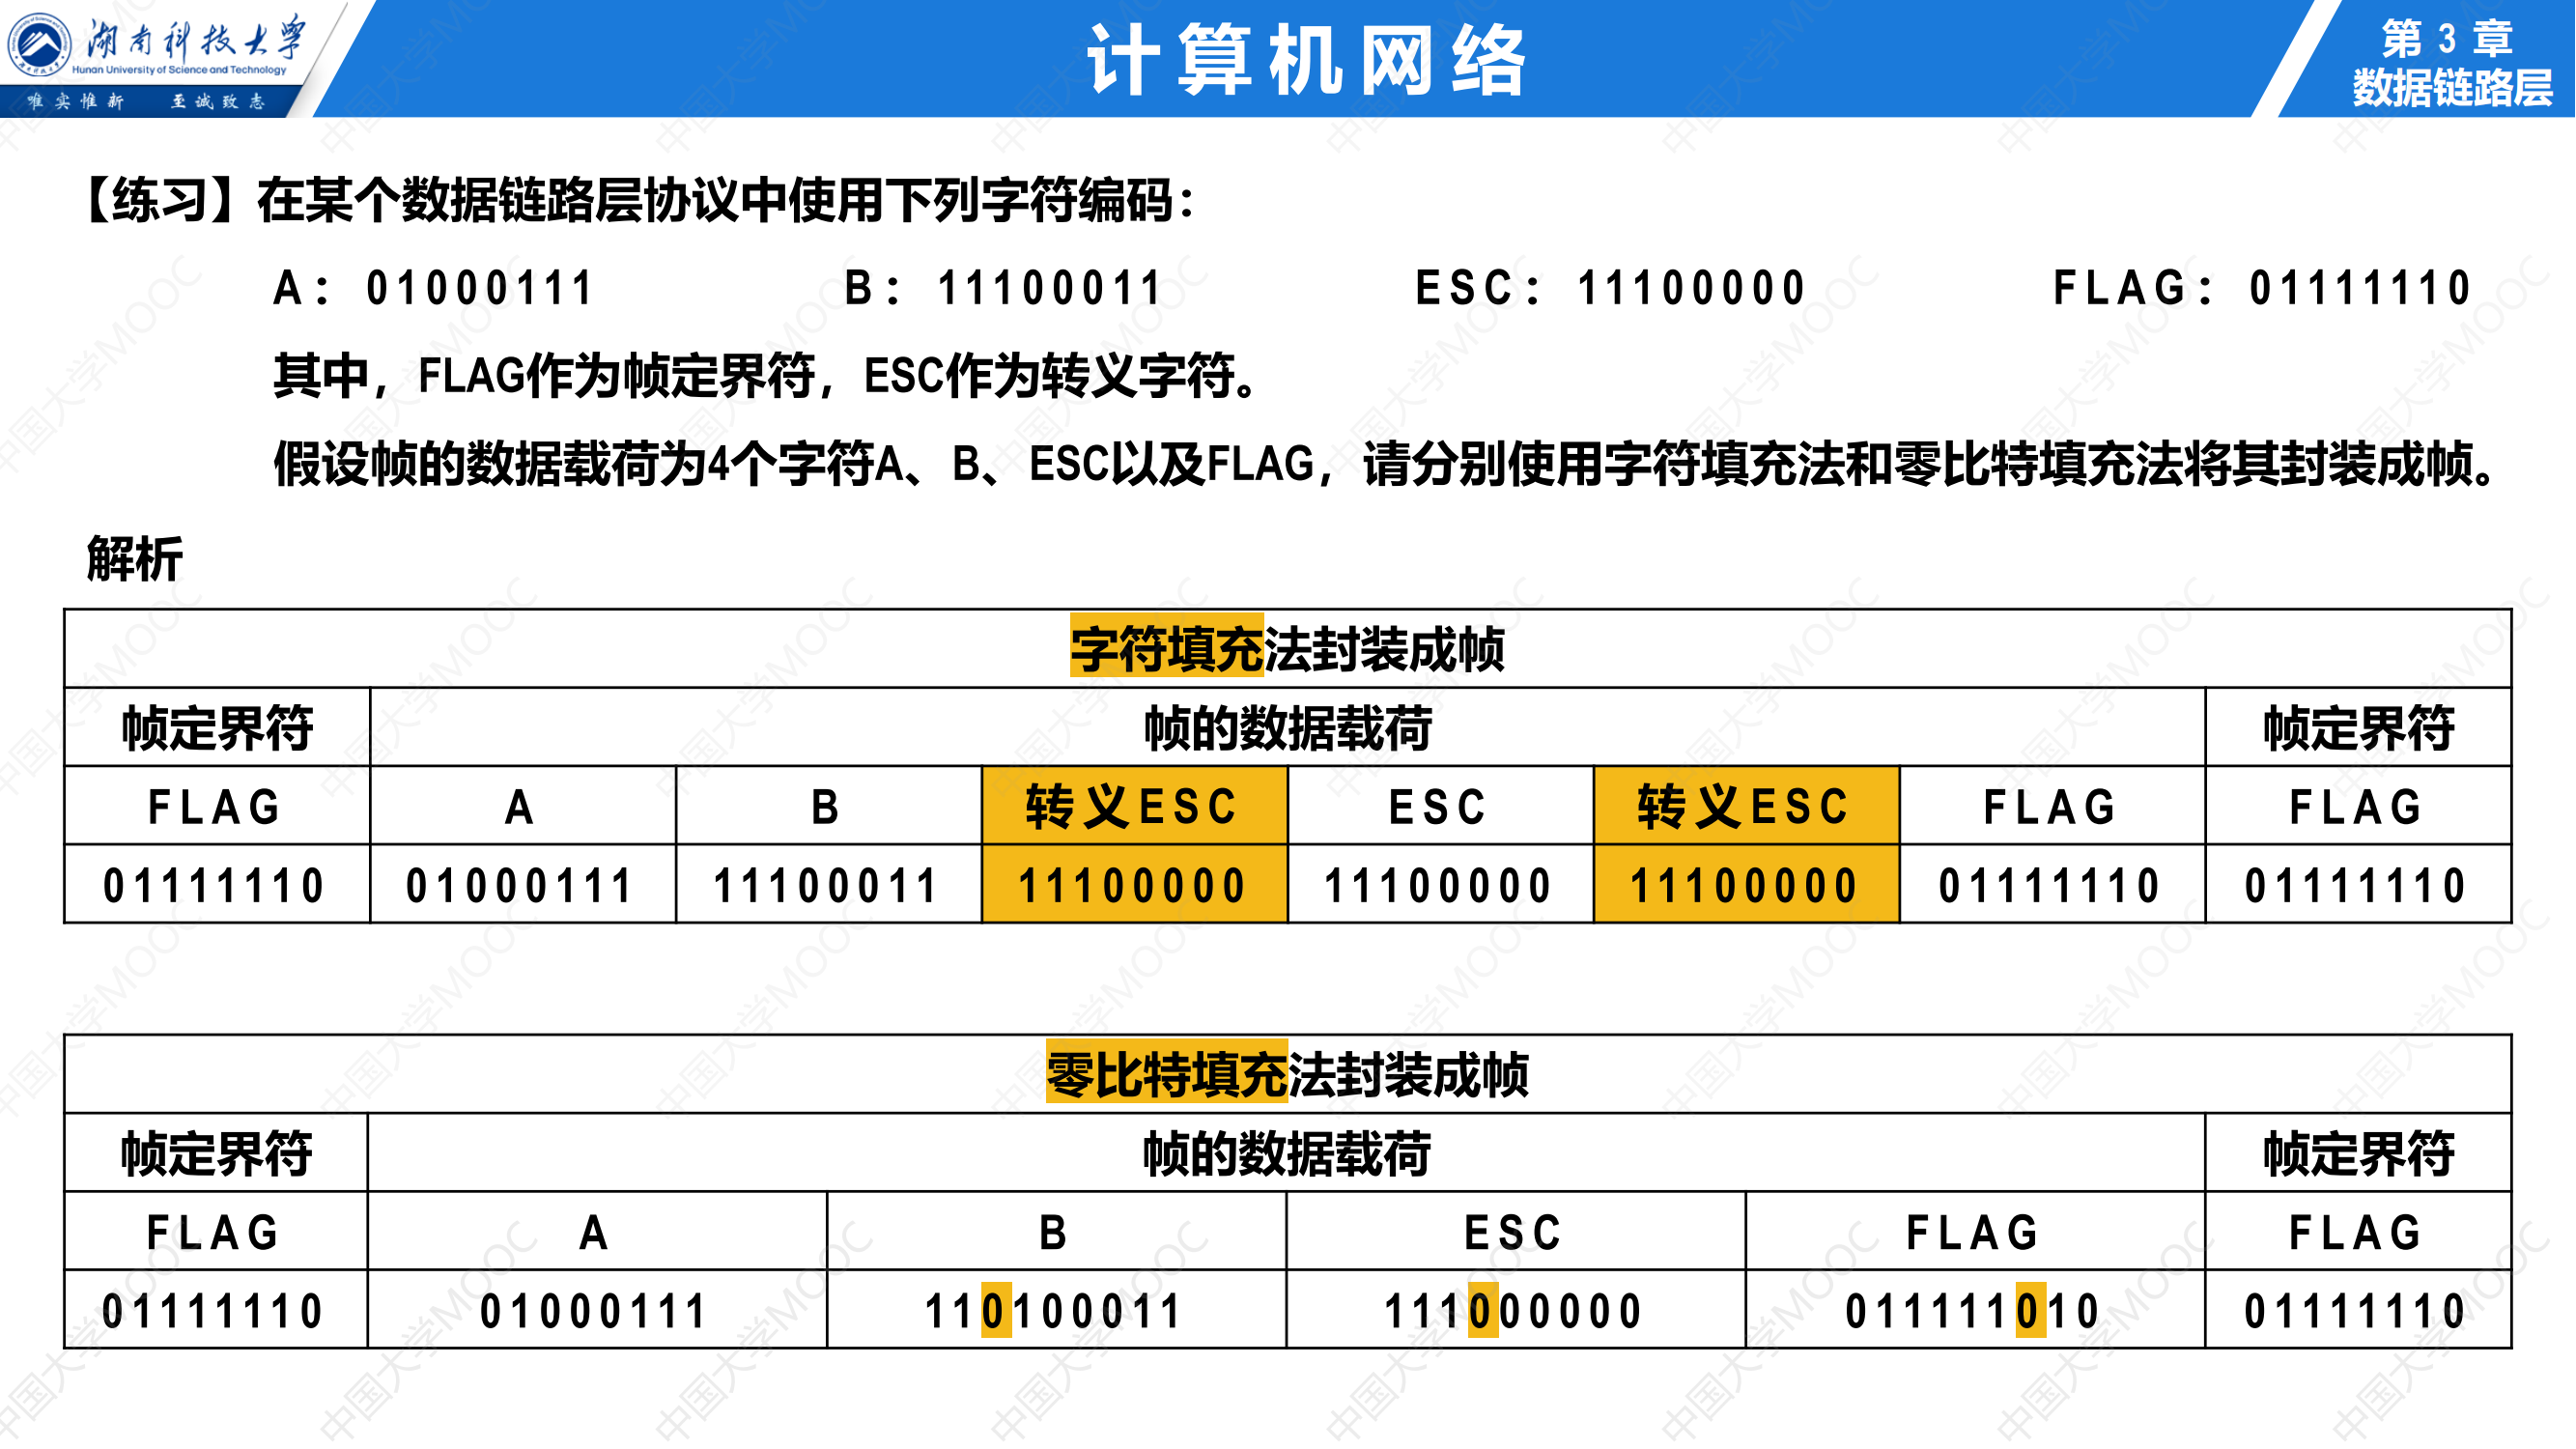 湖南科技大学
Hunan University of Science and Technology
唯实惟新 至诚致志
计算机网络
第 3 章
数据链路层
【练习】在某个数据链路层协议中使用下列字符编码：
A： 01000111 B： 11100011 ESC： 11100000 FLAG： 01111110
其中，FLAG作为帧定界符，ESC作为转义字符。
假设帧的数据载荷为4个字符A、B、ESC以及FLAG，请分别使用字符填充法和零比特填充法将其封装成帧。
解析
字符填充法封装成帧
帧定界符 帧的数据载荷 帧定界符
FLAG A B 转义ESC ESC 转义ESC FLAG FLAG
01111110 01000111 11100011 11100000 11100000 11100000 01111110 01111110
零比特填充法封装成帧
帧定界符 帧的数据载荷 帧定界符
FLAG A B ESC FLAG FLAG
01111110 01000111 110100011 111000000 011111010 01111110
中国大学MOOC